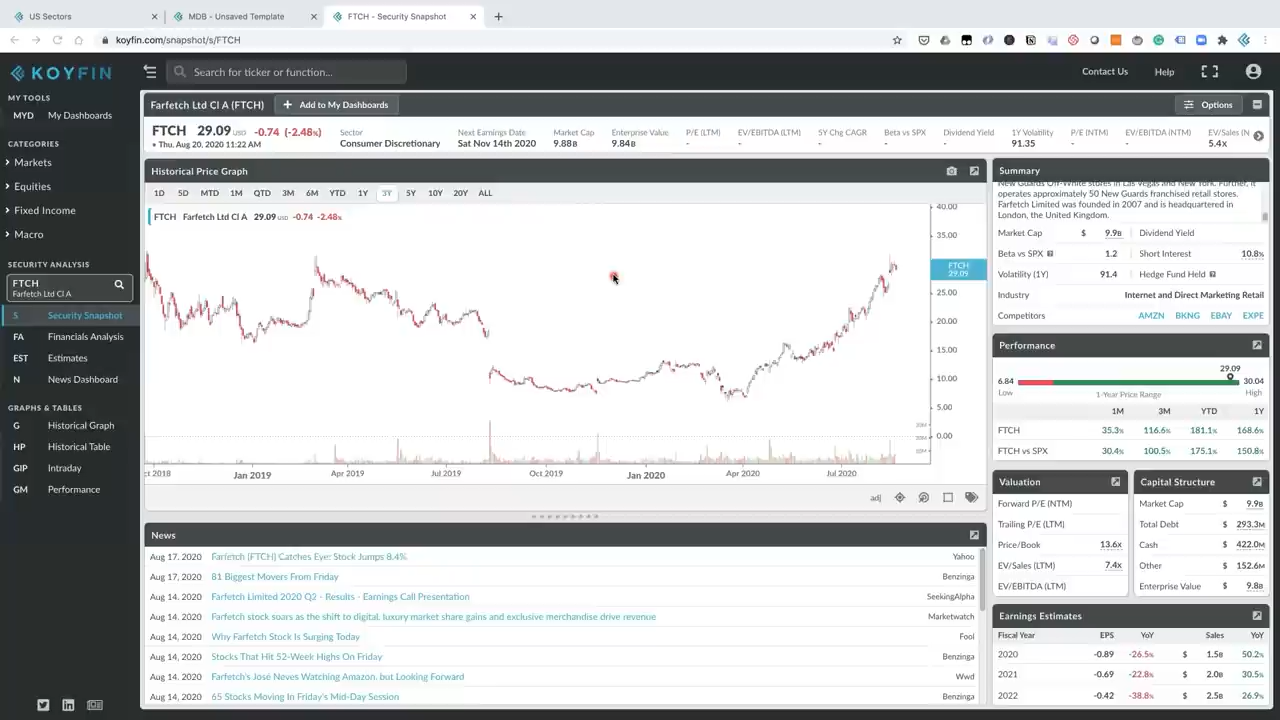 US Sectors
MDB - Unsaved Template
FTCH - Security Snapshot
koyfin.com/snapshot/s/FTCH
KOYFIN
Search for ticker or function...
Contact Us
Help
MY TOOLS
MYD My Dashboards
CATEGORIES
Markets
Equities
Fixed Income
Macro
SECURITY ANALYSIS
FTCH
Farfetch Ltd Cl A
S Security Snapshot
FA Financials Analysis
EST Estimates
N News Dashboard
GRAPHS & TABLES
G Historical Graph
HP Historical Table
GIP Intraday
GM Performance
Farfetch Ltd Cl A (FTCH)
Add to My Dashboards
Options
FTCH 29.09 USD -0.74 (-2.48%)
Thu. Aug 20, 2020 11:22 AM
Sector Next Earnings Date Market Cap Enterprise Value P/E (LTM) EV/EBITDA (LTM) 5Y Chg CAGR Beta vs SPX Dividend Yield 1Y Volatility P/E (NTM) EV/EBITDA (NTM) EV/Sales (N
Consumer Discretionary Sat Nov 14th 2020 9.88B 9.84B - - - - - 91.35 - - 5.4x
Historical Price Graph
1D 5D MTD 1M QTD 3M 6M YTD 1Y 3Y 5Y 10Y 20Y ALL
FTCH Farfetch Ltd Cl A 29.09 USD -0.74 -2.48%
40.00
35.00
FTCH
29.09
25.00
20.00
15.00
10.00
5.00
0.00
ct 2018 Jan 2019 Apr 2019 Jul 2019 Oct 2019 Jan 2020 Apr 2020 Jul 2020
adj
News
Aug 17, 2020 Farfetch (FTCH) Catches Eye: Stock Jumps 8.4% Yahoo
Aug 17, 2020 81 Biggest Movers From Friday Benzinga
Aug 14, 2020 Farfetch Limited 2020 Q2 - Results - Earnings Call Presentation SeekingAlpha
Aug 14, 2020 Farfetch stock soars as the shift to digital, luxury market share gains and exclusive merchandise drive revenue Marketwatch
Aug 14, 2020 Why Farfetch Stock Is Surging Today Fool
Aug 14, 2020 Stocks That Hit 52-Week Highs On Friday Benzinga
Aug 14, 2020 Farfetch's José Neves Watching Amazon, but Looking Forward Wwd
Aug 14, 2020 65 Stocks Moving In Friday's Mid-Day Session Benzinga
Summary
New Guards Off-White stores in Las Vegas and New York. Further, it
operates approximately 50 New Guards franchised retail stores.
Farfetch Limited was founded in 2007 and is headquartered in
London, the United Kingdom.
Market Cap $ 9.9B Dividend Yield
Beta vs SPX 1.2 Short Interest 10.8%
Volatility (1Y) 91.4 Hedge Fund Held
Industry Internet and Direct Marketing Retail
Competitors AMZN BKNG EBAY EXPE
Performance
29.09
6.84 30.04
Low 1-Year Price Range High
1M 3M YTD 1Y
FTCH 35.3% 116.6% 181.1% 168.6%
FTCH vs SPX 30.4% 100.5% 175.1% 150.8%
Valuation
Forward P/E (NTM)
Trailing P/E (LTM)
Price/Book 13.6x
EV/Sales (LTM) 7.4x
EV/EBITDA (LTM)
Capital Structure
Market Cap $ 9.9B
Total Debt $ 293.3M
Cash $ 422.0M
Other $ 152.6M
Enterprise Value $ 9.8B
Earnings Estimates
Fiscal Year EPS YoY Sales YoY
2020 -0.89 -26.5% $ 1.5B 50.2%
2021 -0.69 -22.8% $ 2.0B 30.5%
2022 -0.42 -38.8% $ 2.5B 26.9%